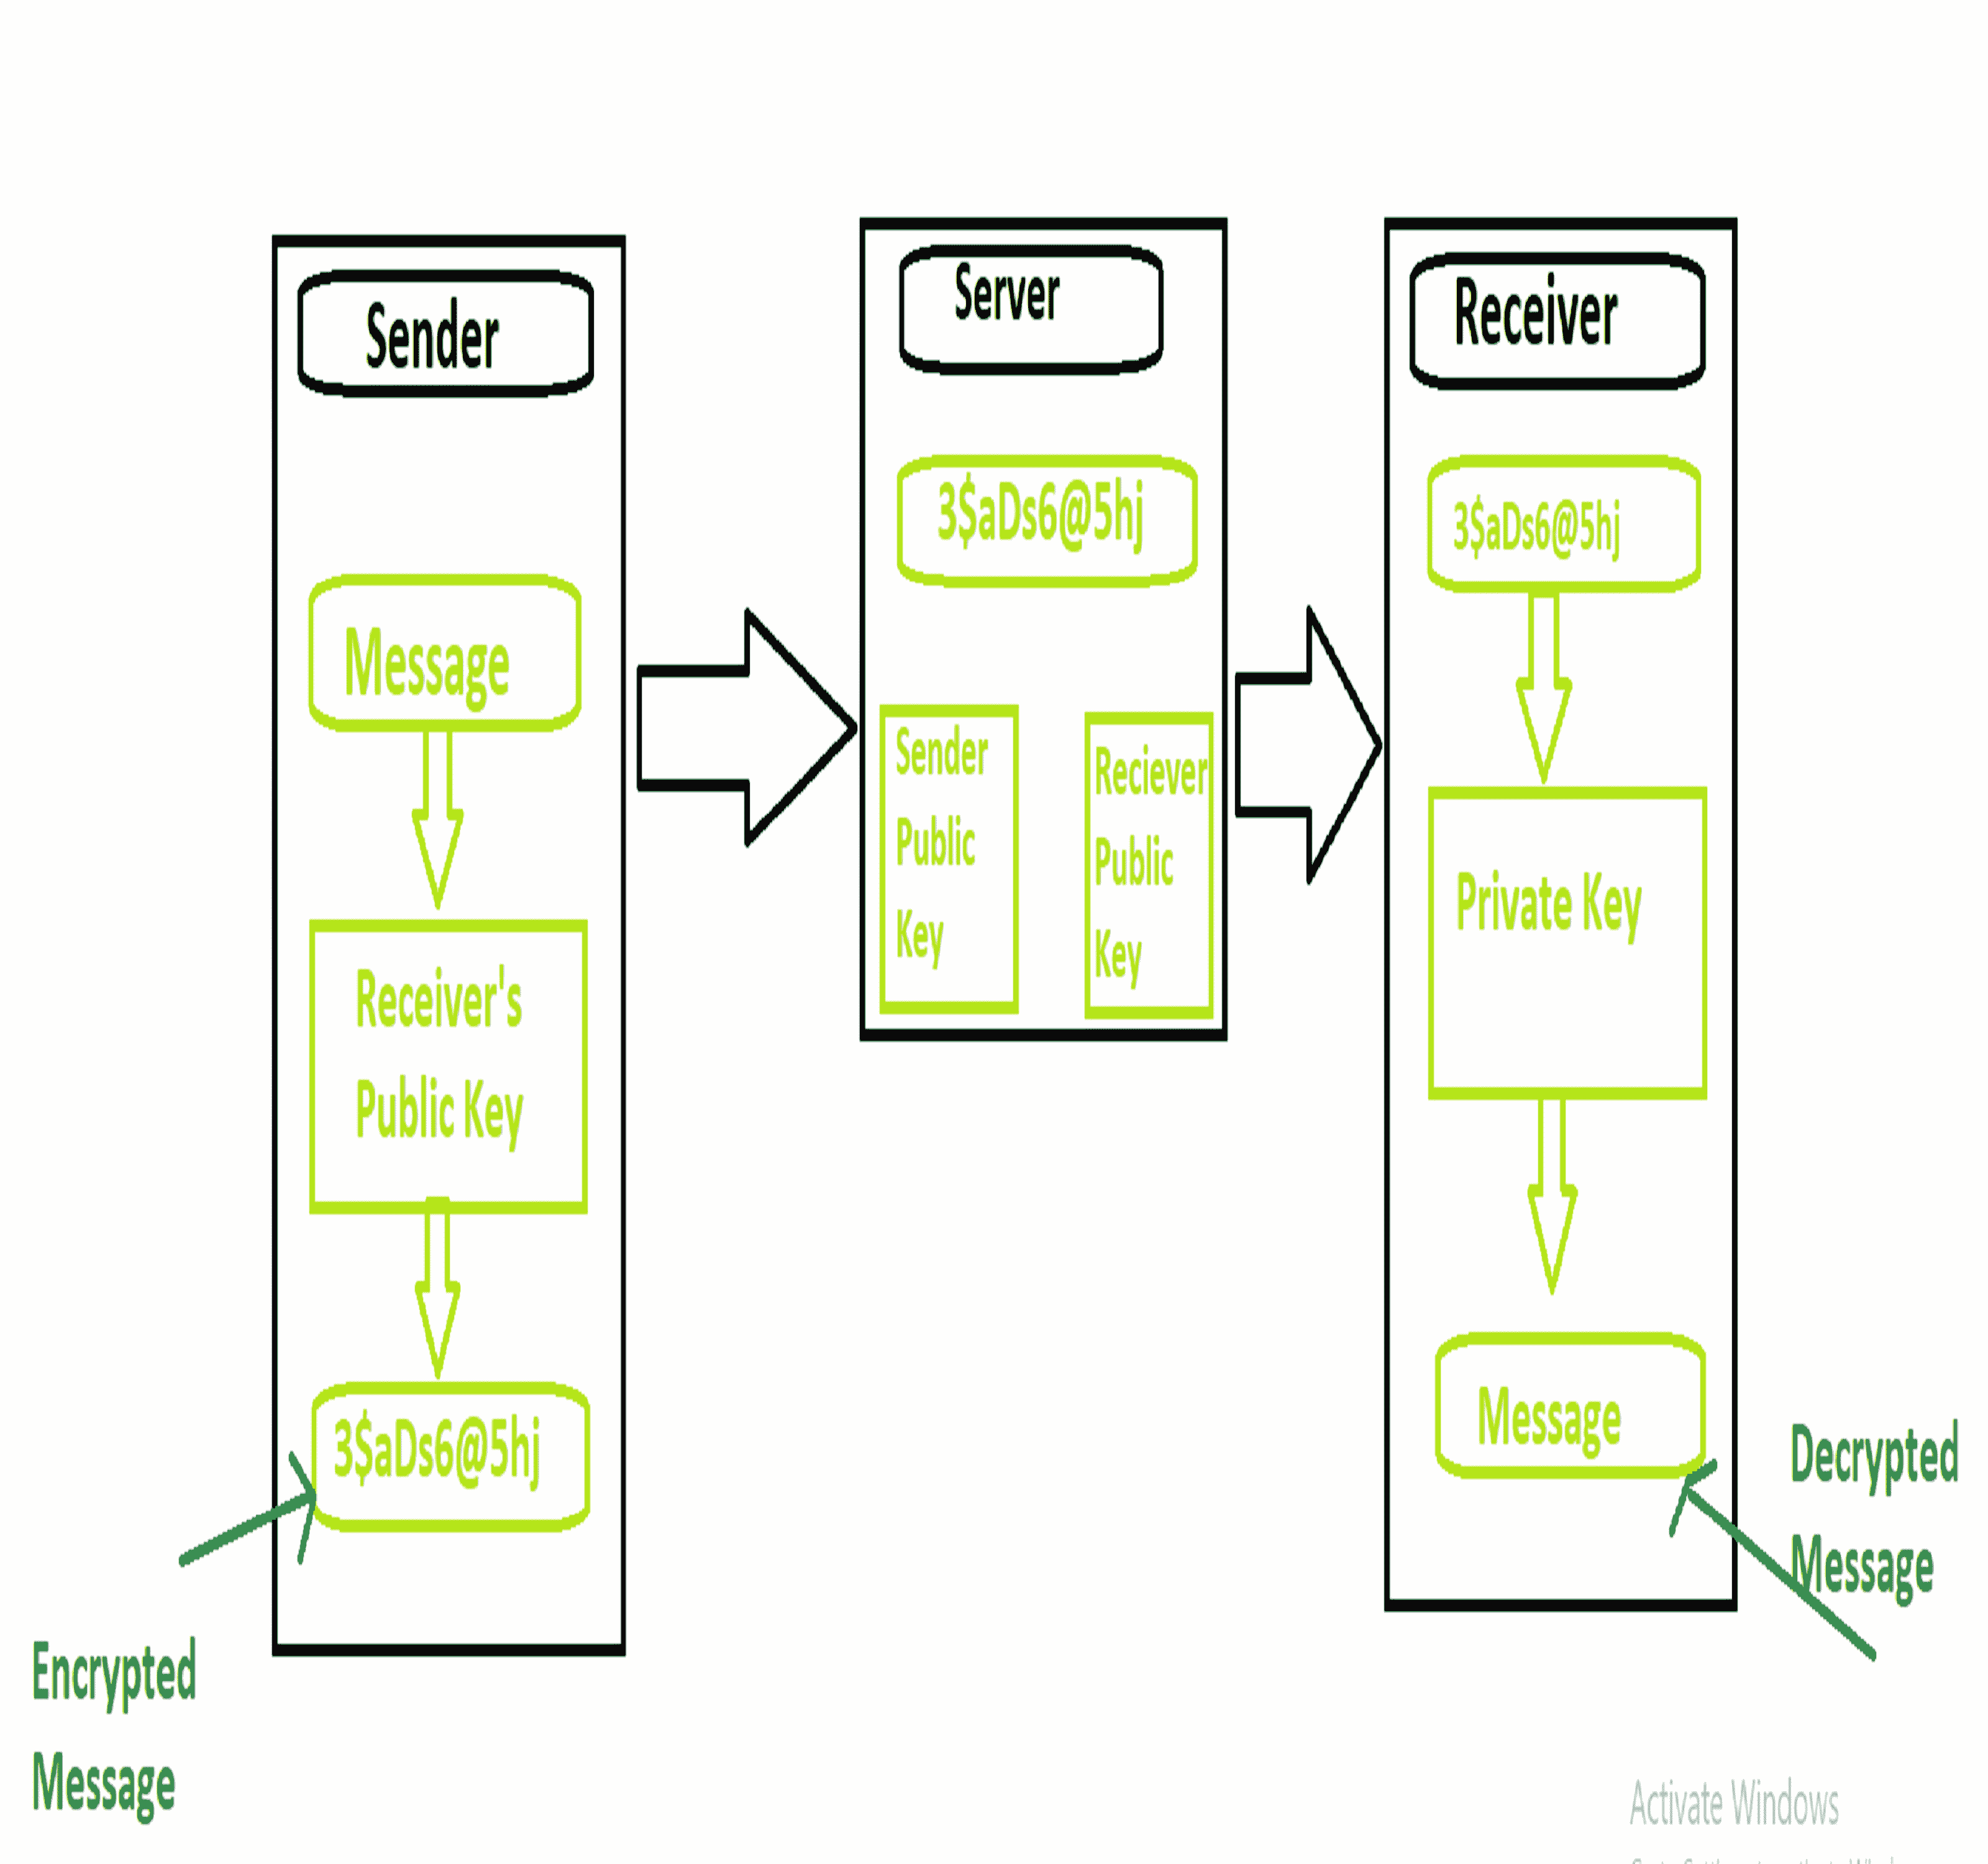 Sender
Message
Receiver's
Public Key
3$aDs6@5hj
Encrypted
Message
Server
3$aDs6@5hj
Sender
Public
Key
Reciever
Public
Key
Receiver
3$aDs6@5hj
Private Key
Message
Decrypted
Message
Activate Windows